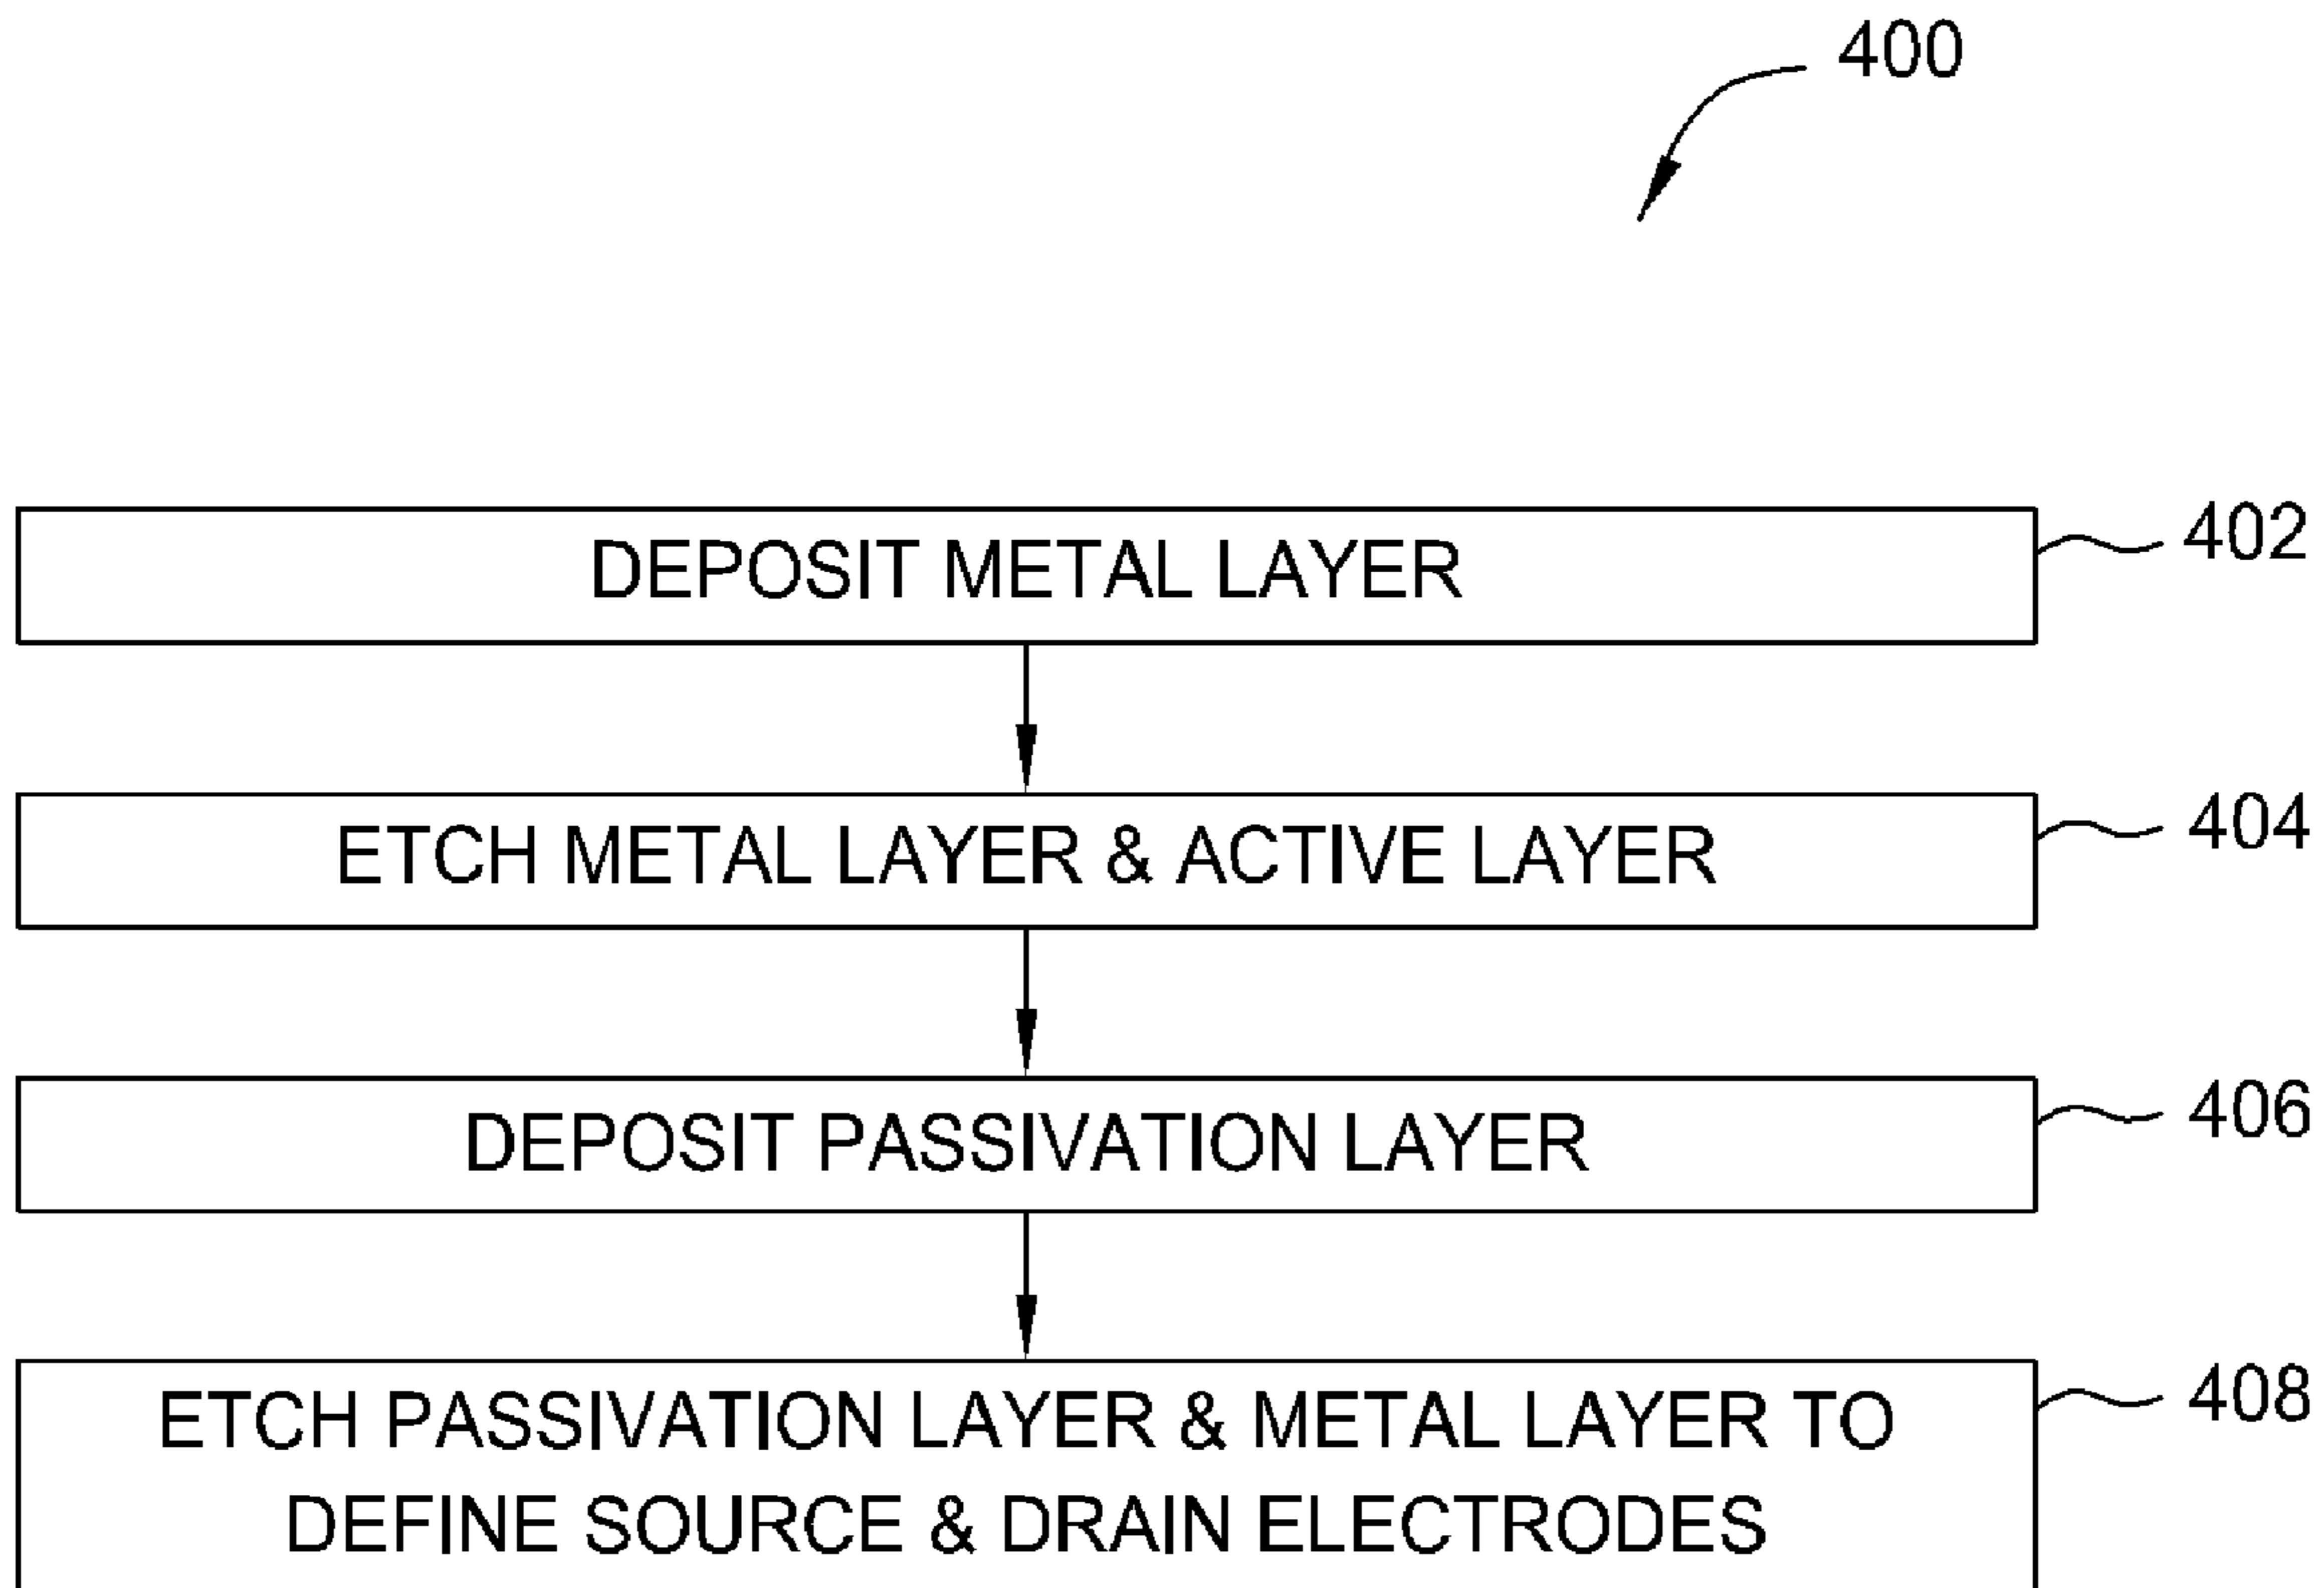 400
DEPOSIT METAL LAYER
402
ETCH METAL LAYER & ACTIVE LAYER
404
DEPOSIT PASSIVATION LAYER
406
ETCH PASSIVATION LAYER & METAL LAYER TO
DEFINE SOURCE & DRAIN ELECTRODES
408